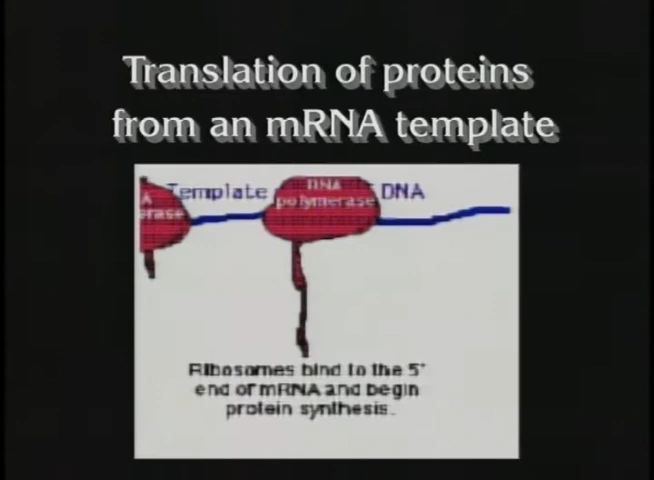 Translation of proteins
from an mRNA template
Template DNA
RNA
polymerase
Ribosomes bind to the 5'
end of mRNA and begin
protein synthesis.